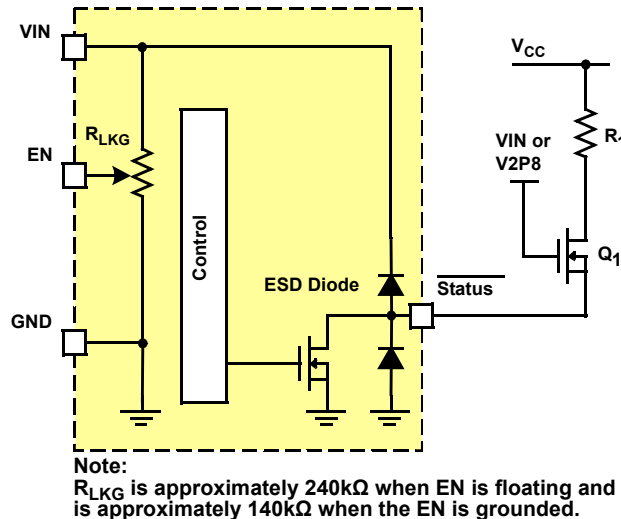 VIN
VCC
RLKG
VIN or
V2P8
EN
Control
ESD Diode
Status
Q1
GND
Note:
RLKG is approximately 240kΩ when EN is floating and
is approximately 140kΩ when the EN is grounded.